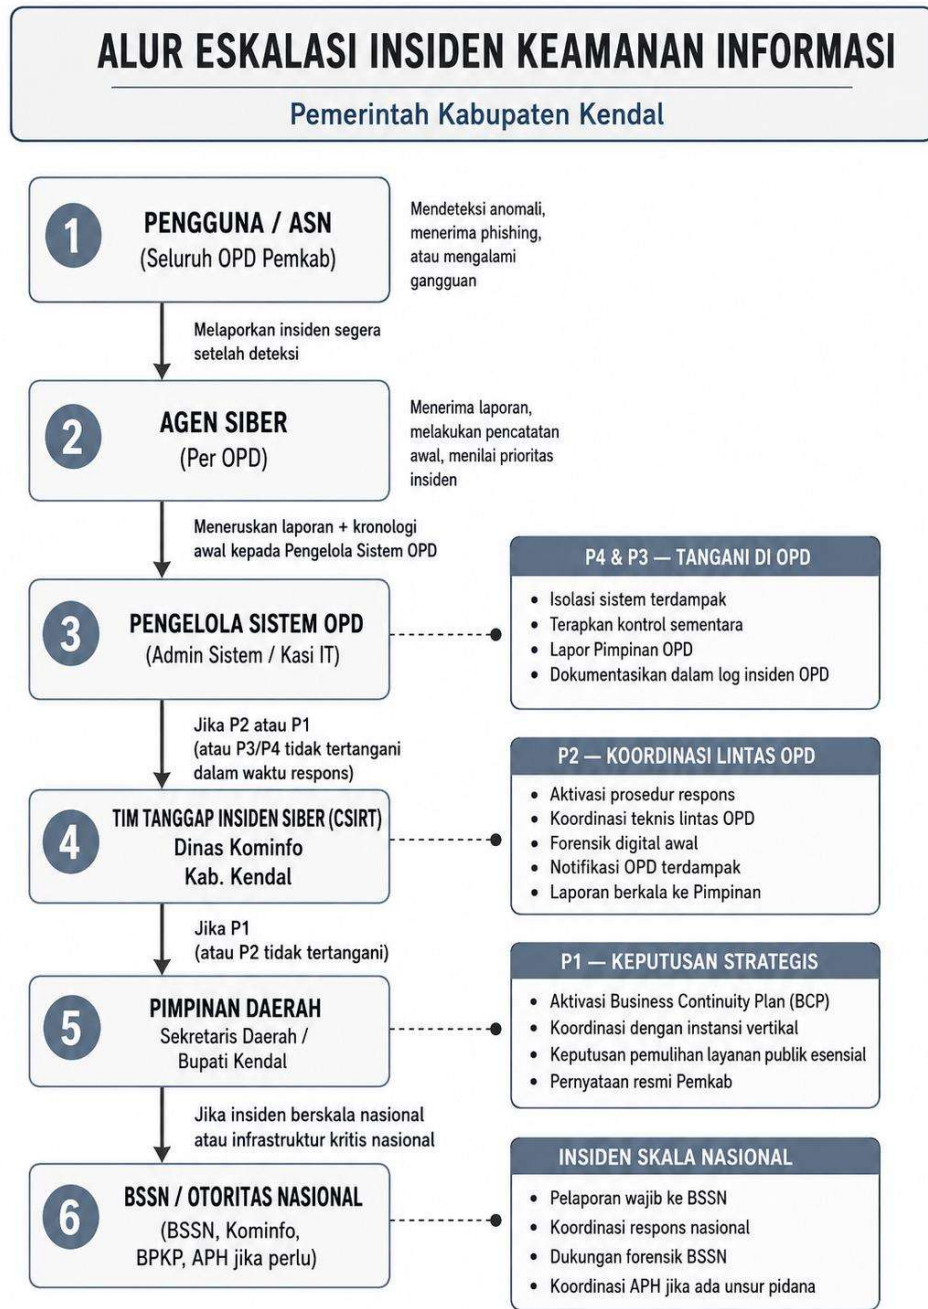 ALUR ESKALASI INSIDEN KEAMANAN INFORMASI
Pemerintah Kabupaten Kendal
1
PENGGUNA / ASN
(Seluruh OPD Pemkab)
Mendeteksi anomali,
menerima phishing,
atau mengalami
gangguan
Melaporkan insiden segera
setelah deteksi
2
AGEN SIBER
(Per OPD)
Menerima laporan,
melakukan pencatatan
awal, menilai prioritas
insiden
Meneruskan laporan + kronologi
awal kepada Pengelola Sistem OPD
3
PENGELOLA SISTEM OPD
(Admin Sistem / Kasi IT)
P4 & P3 — TANGANI DI OPD
• Isolasi sistem terdampak
• Terapkan kontrol sementara
• Lapor Pimpinan OPD
• Dokumentasikan dalam log insiden OPD
Jika P2 atau P1
(atau P3/P4 tidak tertangani
dalam waktu respons)
4
TIM TANGGAP INSIDEN SIBER (CSIRT)
Dinas Kominfo
Kab. Kendal
P2 — KOORDINASI LINTAS OPD
• Aktivasi prosedur respons
• Koordinasi teknis lintas OPD
• Forensik digital awal
• Notifikasi OPD terdampak
• Laporan berkala ke Pimpinan
Jika P1
(atau P2 tidak tertangani)
5
PIMPINAN DAERAH
Sekretaris Daerah /
Bupati Kendal
P1 — KEPUTUSAN STRATEGIS
• Aktivasi Business Continuity Plan (BCP)
• Koordinasi dengan instansi vertikal
• Keputusan pemulihan layanan publik esensial
• Pernyataan resmi Pemkab
Jika insiden berskala nasional
atau infrastruktur kritis nasional
6
BSSN / OTORITAS NASIONAL
(BSSN, Kominfo,
BPKP, APH jika perlu)
INSIDEN SKALA NASIONAL
• Pelaporan wajib ke BSSN
• Koordinasi respons nasional
• Dukungan forensik BSSN
• Koordinasi APH jika ada unsur pidana